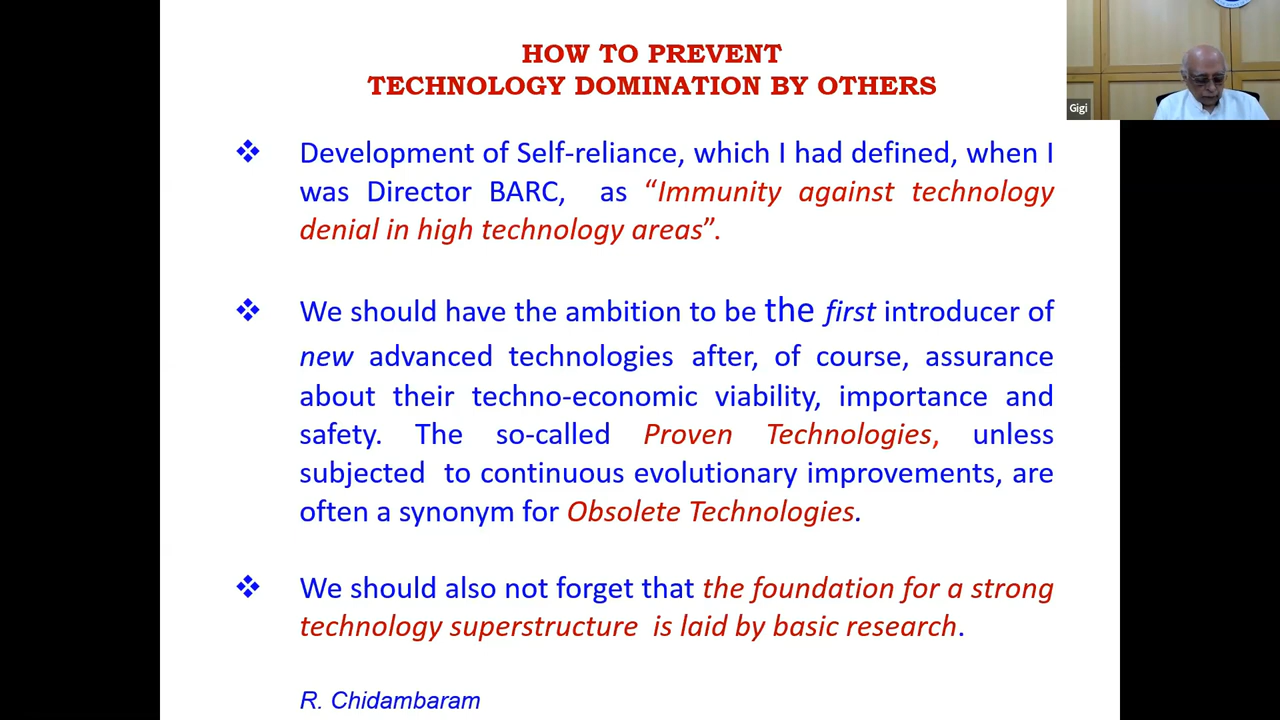 HOW TO PREVENT
TECHNOLOGY DOMINATION BY OTHERS
Gigi
❖ Development of Self-reliance, which I had defined, when I
was Director BARC, as “Immunity against technology
denial in high technology areas”.
❖ We should have the ambition to be the first introducer of
new advanced technologies after, of course, assurance
about their techno-economic viability, importance and
safety. The so-called Proven Technologies, unless
subjected to continuous evolutionary improvements, are
often a synonym for Obsolete Technologies.
❖ We should also not forget that the foundation for a strong
technology superstructure is laid by basic research.
R. Chidambaram